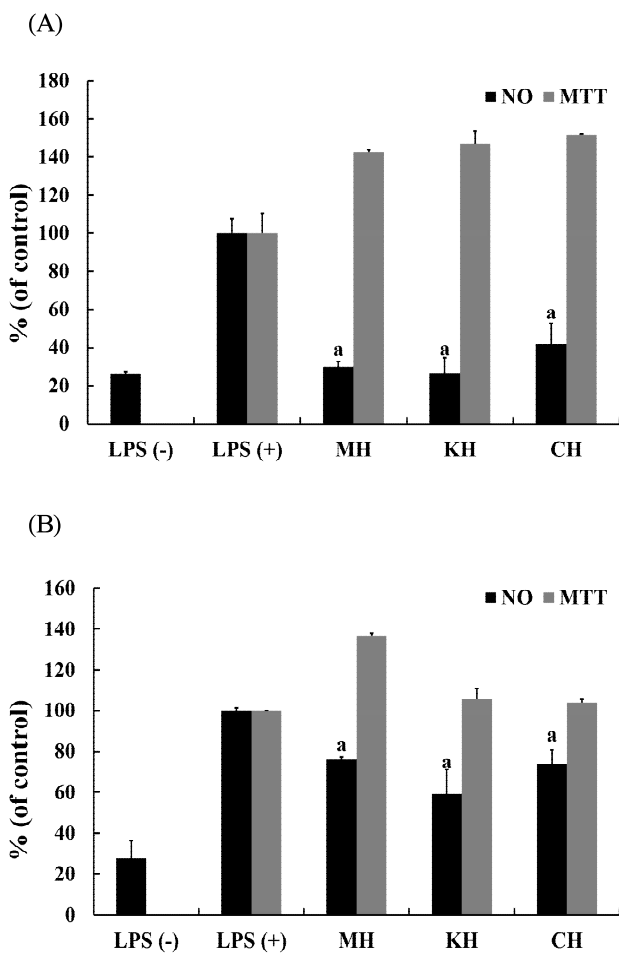 (A)
180
160
140
120
100
80
60
40
20
0
% (of control)
NO MTT
a a a
LPS (-) LPS (+) MH KH CH
(B)
160
140
120
100
80
60
40
20
0
% (of control)
NO MTT
a a a
LPS (-) LPS (+) MH KH CH